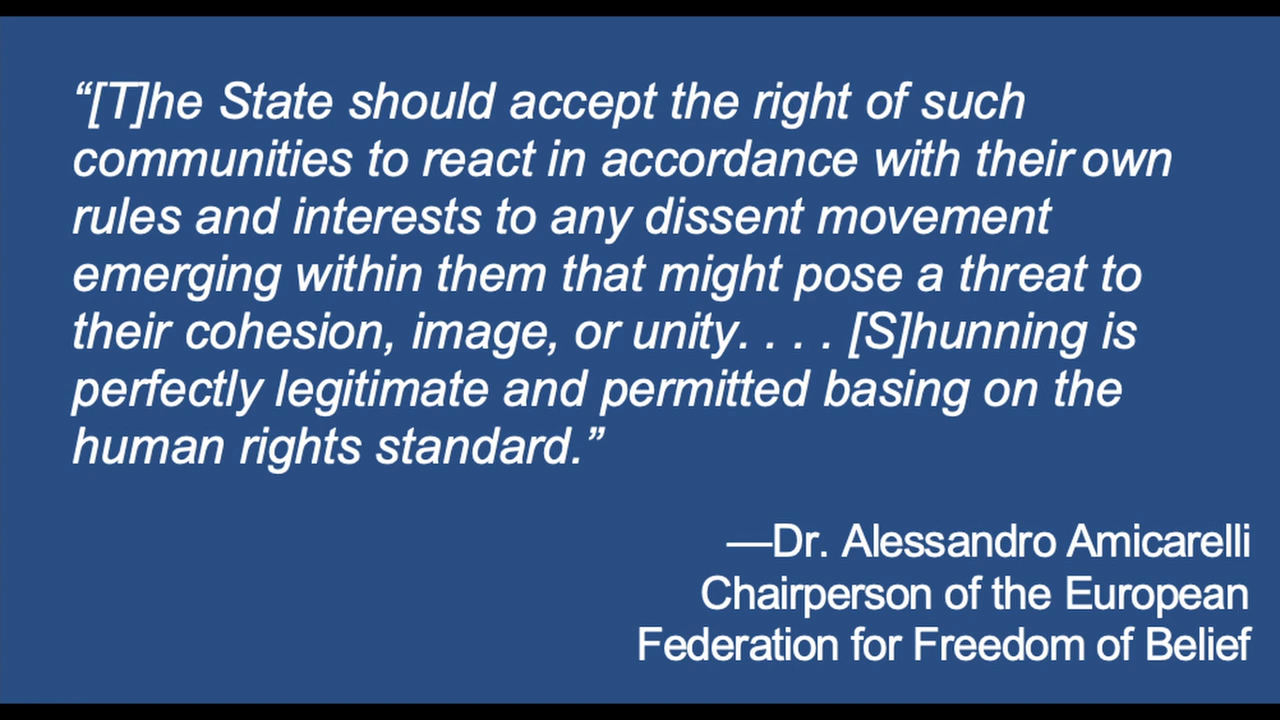 “[T]he State should accept the right of such
communities to react in accordance with their own
rules and interests to any dissent movement
emerging within them that might pose a threat to
their cohesion, image, or unity. . . . [S]hunning is
perfectly legitimate and permitted basing on the
human rights standard.”
—Dr. Alessandro Amicarelli
Chairperson of the European
Federation for Freedom of Belief